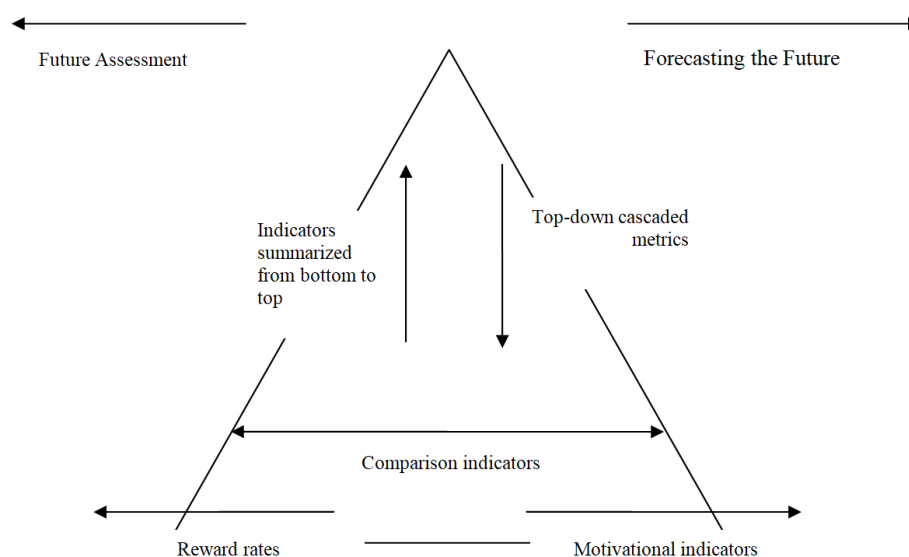 Future Assessment
Forecasting the Future
Indicators
summarized
from bottom to
top
Top-down cascaded
metrics
Comparison indicators
Reward rates
Motivational indicators